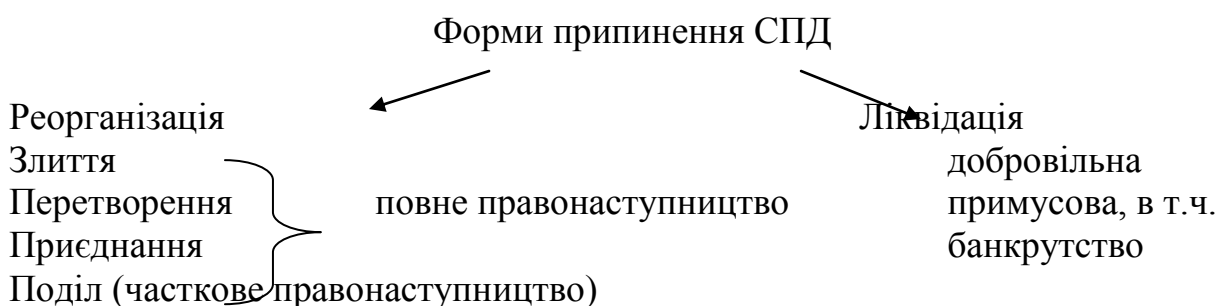 Форми припинення СПД
Реорганізація Ліквідація
Злиття добровільна
Перетворення повне правонаступництво примусова, в т.ч.
Приєднання банкрутство
Поділ (часткове правонаступництво)